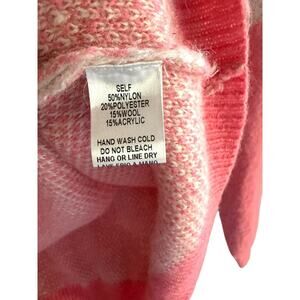 SELF
50%NYLON
20%POLYESTER
15%WOOL
15%ACRYLIC
HAND WASH COLD
DO NOT BLEACH
HANG OR LINE DRY